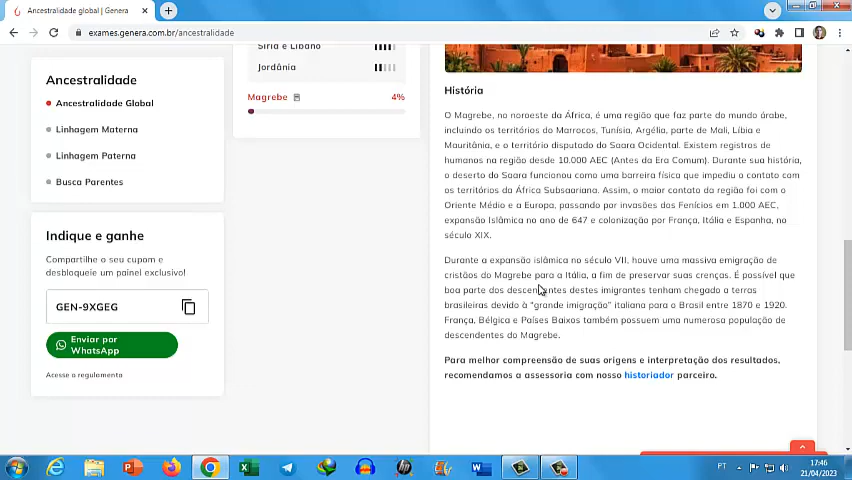 Ancestralidade global | Genera
exames.genera.com.br/ancestralidade
Ancestralidade
Ancestralidade Global
Linhagem Materna
Linhagem Paterna
Busca Parentes
Indique e ganhe
Compartilhe o seu cupom e
desbloqueie um painel exclusivo!
GEN-9XGEG
Enviar por
WhatsApp
Acesse o regulamento
Síria e Líbano
Jordânia
Magrebe 4%
História
O Magrebe, no noroeste da África, é uma região que faz parte do mundo árabe,
incluindo os territórios do Marrocos, Tunísia, Argélia, parte de Mali, Líbia e
Mauritânia, e o território disputado do Saara Ocidental. Existem registros de
humanos na região desde 10.000 AEC (Antes da Era Comum). Durante sua história,
o deserto do Saara funcionou como uma barreira física que impediu o contato com
os territórios da África Subsaariana. Assim, o maior contato da região foi com o
Oriente Médio e a Europa, passando por invasões dos Fenícios em 1.000 AEC,
expansão Islâmica no ano de 647 e colonização por França, Itália e Espanha, no
século XIX.
Durante a expansão islâmica no século VII, houve uma massiva emigração de
cristãos do Magrebe para a Itália, a fim de preservar suas crenças. É possível que
boa parte dos descendentes destes imigrantes tenham chegado a terras
brasileiras devido à "grande imigração" italiana para o Brasil entre 1870 e 1920.
França, Bélgica e Países Baixos também possuem uma numerosa população de
descendentes do Magrebe.
Para melhor compreensão de suas origens e interpretação dos resultados,
recomendamos a assessoria com nosso historiador parceiro.
PT
17:46
21/04/2023